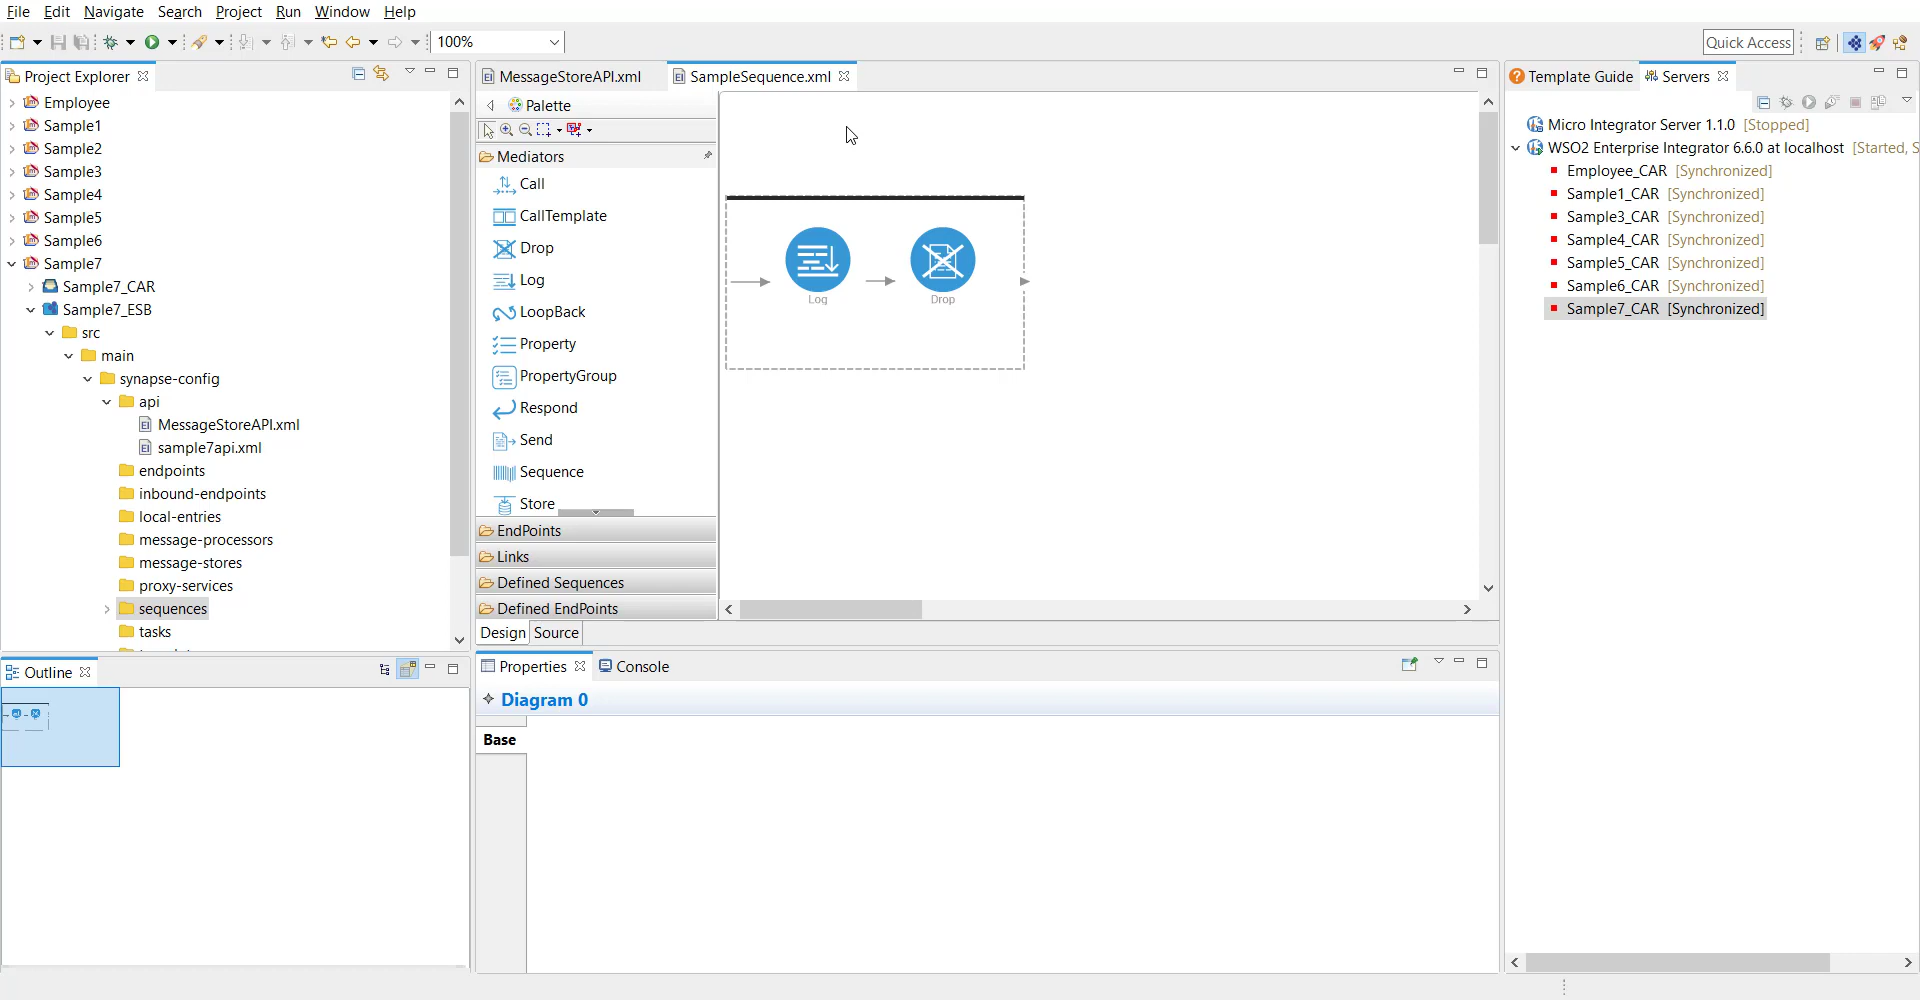 File Edit Navigate Search Project Run Window Help
100%
Quick Access
Project Explorer
Employee
Sample1
Sample2
Sample3
Sample4
Sample5
Sample6
Sample7
Sample7_CAR
Sample7_ESB
src
main
synapse-config
api
MessageStoreAPI.xml
sample7api.xml
endpoints
inbound-endpoints
local-entries
message-processors
message-stores
proxy-services
sequences
tasks
Outline
MessageStoreAPI.xml
SampleSequence.xml
Palette
Mediators
Call
CallTemplate
Drop
Log
LoopBack
Property
PropertyGroup
Respond
Send
Sequence
Store
EndPoints
Links
Defined Sequences
Defined EndPoints
Log Drop
Design Source
Properties Console
Diagram 0
Base
Template Guide Servers
Micro Integrator Server 1.1.0 [Stopped]
WSO2 Enterprise Integrator 6.6.0 at localhost [Started, S
Employee_CAR [Synchronized]
Sample1_CAR [Synchronized]
Sample3_CAR [Synchronized]
Sample4_CAR [Synchronized]
Sample5_CAR [Synchronized]
Sample6_CAR [Synchronized]
Sample7_CAR [Synchronized]